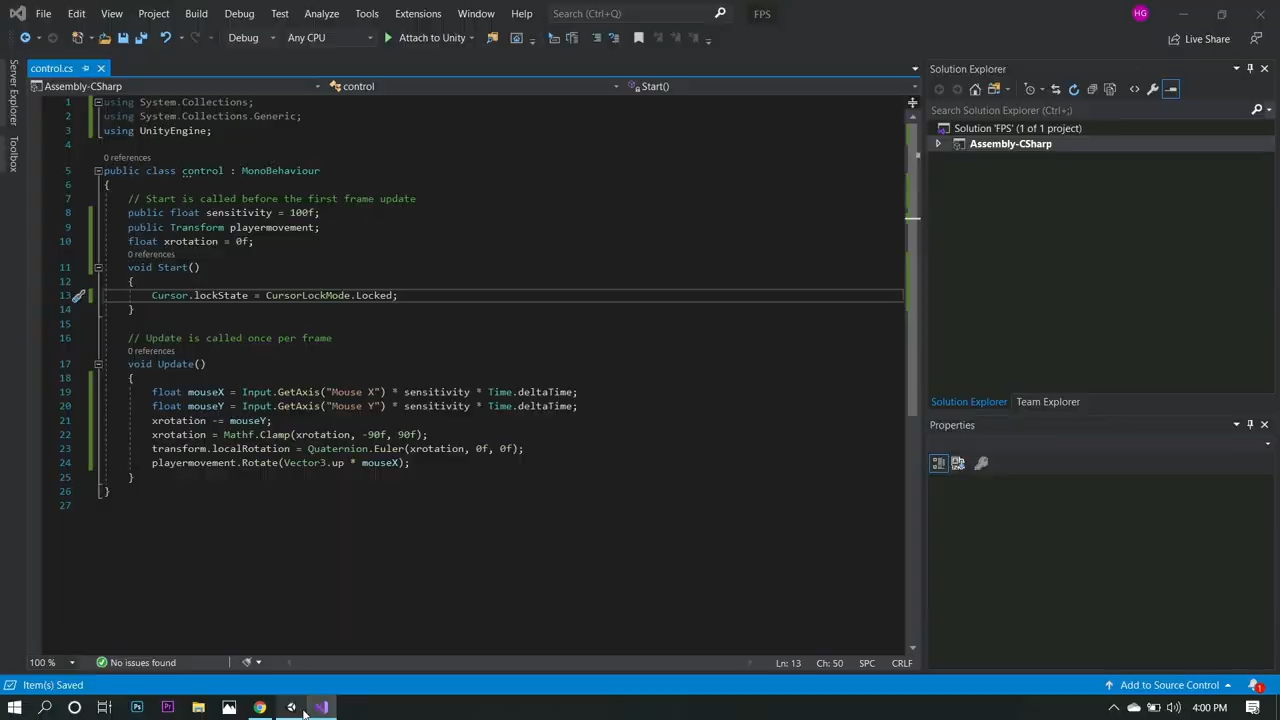 File Edit View Project Build Debug Test Analyze Tools Extensions Window Help Search (Ctrl+Q) FPS HG
Debug Any CPU Attach to Unity Live Share
Server Explorer
Toolbox
control.cs
Assembly-CSharp control Start()
1 using System.Collections;
2 using System.Collections.Generic;
3 using UnityEngine;
4
0 references
5 public class control : MonoBehaviour
6 {
7 // Start is called before the first frame update
8 public float sensitivity = 100f;
9 public Transform playermovement;
10 float xrotation = 0f;
0 references
11 void Start()
12 {
13 Cursor.lockState = CursorLockMode.Locked;
14 }
15
16 // Update is called once per frame
0 references
17 void Update()
18 {
19 float mouseX = Input.GetAxis("Mouse X") * sensitivity * Time.deltaTime;
20 float mouseY = Input.GetAxis("Mouse Y") * sensitivity * Time.deltaTime;
21 xrotation -= mouseY;
22 xrotation = Mathf.Clamp(xrotation, -90f, 90f);
23 transform.localRotation = Quaternion.Euler(xrotation, 0f, 0f);
24 playermovement.Rotate(Vector3.up * mouseX);
25 }
26 }
27
100 % No issues found Ln: 13 Ch: 50 SPC CRLF
Solution Explorer
Search Solution Explorer (Ctrl+;)
Solution 'FPS' (1 of 1 project)
Assembly-CSharp
Solution Explorer Team Explorer
Properties
Item(s) Saved Add to Source Control 1
Ps Pr 4:00 PM